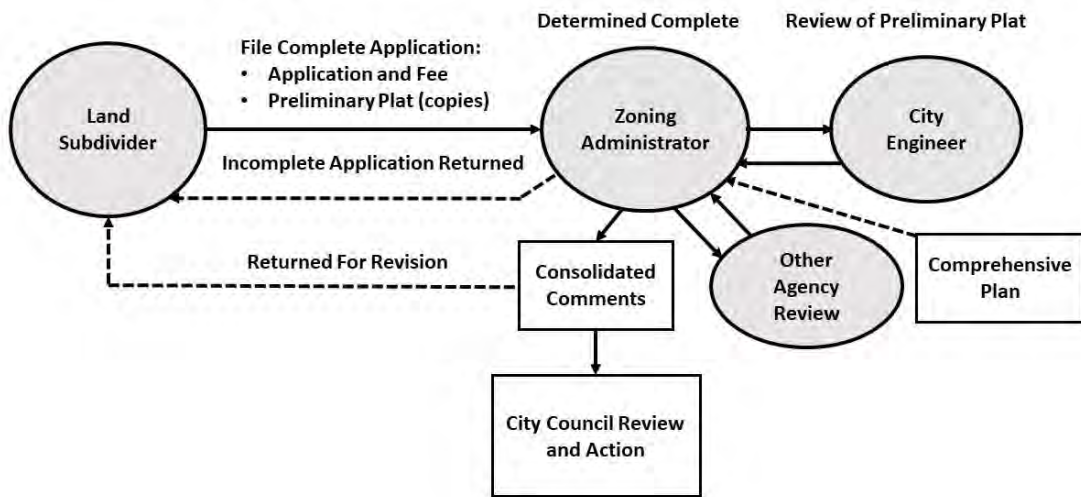 Determined Complete
Review of Preliminary Plat
File Complete Application:
• Application and Fee
• Preliminary Plat (copies)
Land
Subdivider
Zoning
Administrator
City
Engineer
Incomplete Application Returned
Returned For Revision
Consolidated
Comments
Other
Agency
Review
Comprehensive
Plan
City Council Review
and Action